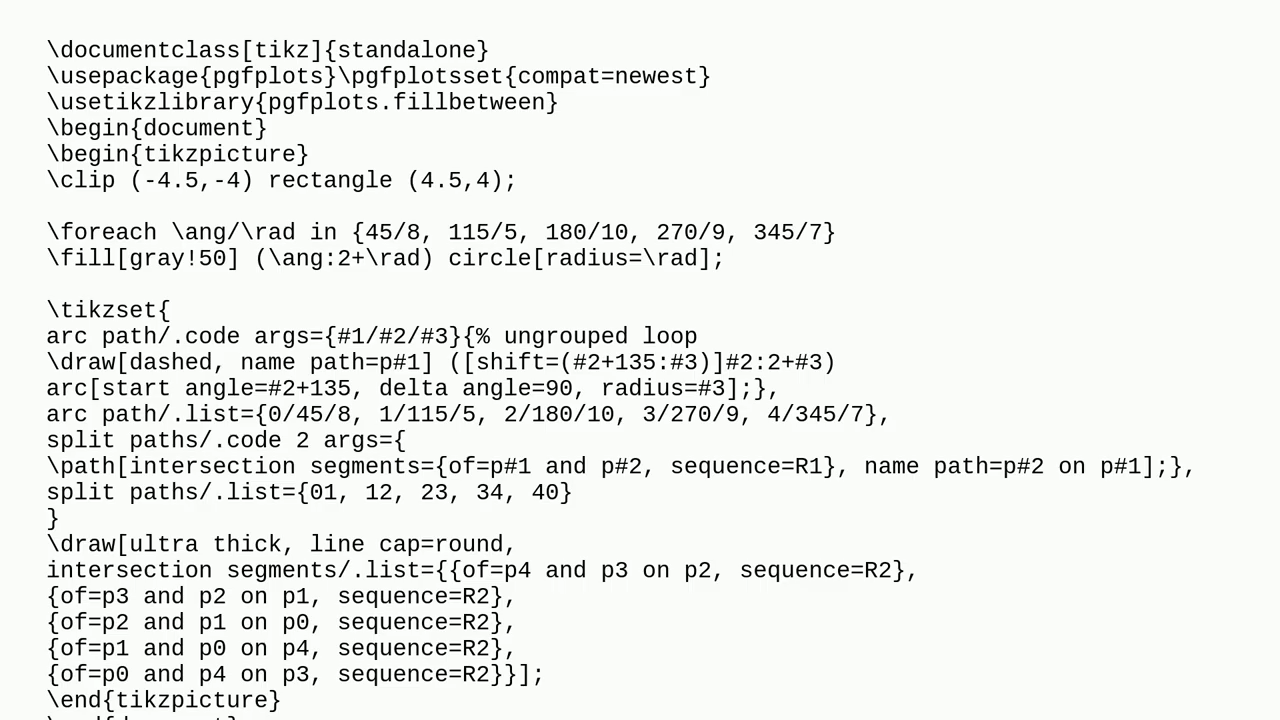 \documentclass[tikz]{standalone}
\usepackage{pgfplots}\pgfplotsset{compat=newest}
\usetikzlibrary{pgfplots.fillbetween}
\begin{document}
\begin{tikzpicture}
\clip (-4.5,-4) rectangle (4.5,4);
\foreach \ang/\rad in {45/8, 115/5, 180/10, 270/9, 345/7}
\fill[gray!50] (\ang:2+\rad) circle[radius=\rad];
\tikzset{
arc path/.code args={#1/#2/#3}{% ungrouped loop
\draw[dashed, name path=p#1] ([shift=(#2+135:#3)]#2:2+#3)
arc[start angle=#2+135, delta angle=90, radius=#3];},
arc path/.list={0/45/8, 1/115/5, 2/180/10, 3/270/9, 4/345/7},
split paths/.code 2 args={
\path[intersection segments={of=p#1 and p#2, sequence=R1}, name path=p#2 on p#1];},
split paths/.list={01, 12, 23, 34, 40}
}
\draw[ultra thick, line cap=round,
intersection segments/.list={{of=p4 and p3 on p2, sequence=R2},
{of=p3 and p2 on p1, sequence=R2},
{of=p2 and p1 on p0, sequence=R2},
{of=p1 and p0 on p4, sequence=R2},
{of=p0 and p4 on p3, sequence=R2}}];
\end{tikzpicture}